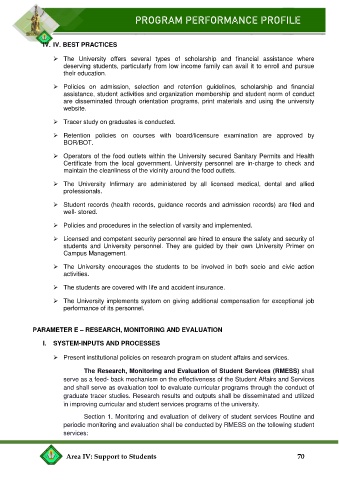 PROGRAM PERFORMANCE PROFILE
IV. IV. BEST PRACTICES
➢ The University offers several types of scholarship and financial assistance where
deserving students, particularly from low income family can avail it to enroll and pursue
their education.
➢ Policies on admission, selection and retention guidelines, scholarship and financial
assistance, student activities and organization membership and student norm of conduct
are disseminated through orientation programs, print materials and using the university
website.
➢ Tracer study on graduates is conducted.
➢ Retention policies on courses with board/licensure examination are approved by
BOR/BOT.
➢ Operators of the food outlets within the University secured Sanitary Permits and Health
Certificate from the local government. University personnel are in-charge to check and
maintain the cleanliness of the vicinity around the food outlets.
➢ The University Infirmary are administered by all licensed medical, dental and allied
professionals.
➢ Student records (health records, guidance records and admission records) are filed and
well- stored.
➢ Policies and procedures in the selection of varsity and implemented.
➢ Licensed and competent security personnel are hired to ensure the safety and security of
students and University personnel. They are guided by their own University Primer on
Campus Management
➢ The University encourages the students to be involved in both socio and civic action
activities.
➢ The students are covered with life and accident insurance.
➢ The University implements system on giving additional compensation for exceptional job
performance of its personnel.
PARAMETER E – RESEARCH, MONITORING AND EVALUATION
I. SYSTEM-INPUTS AND PROCESSES
➢ Present institutional policies on research program on student affairs and services.
The Research, Monitoring and Evaluation of Student Services (RMESS) shall
serve as a feed- back mechanism on the effectiveness of the Student Affairs and Services
and shall serve as evaluation tool to evaluate curricular programs through the conduct of
graduate tracer studies. Research results and outputs shall be disseminated and utilized
in improving curricular and student services programs of the university.
Section 1. Monitoring and evaluation of delivery of student services Routine and
periodic monitoring and evaluation shall be conducted by RMESS on the following student
services:
Area IV: Support to Students 70